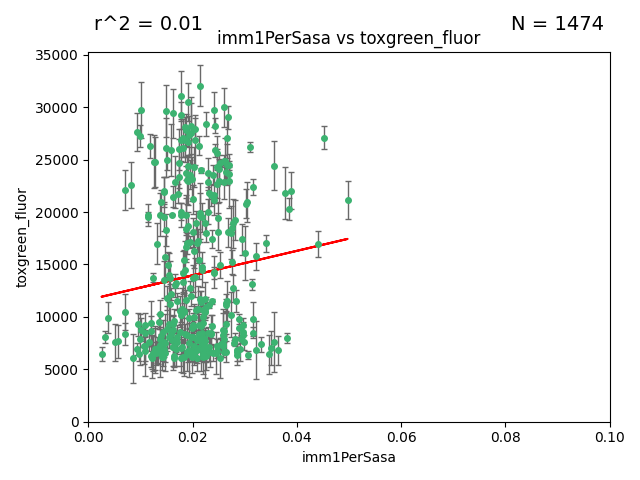 r^2 = 0.01
N = 1474
imm1PerSasa vs toxgreen_fluor
35000
30000
25000
20000
15000
10000
5000
0
toxgreen_fluor
0.00
0.02
0.04
0.06
0.08
0.10
imm1PerSasa